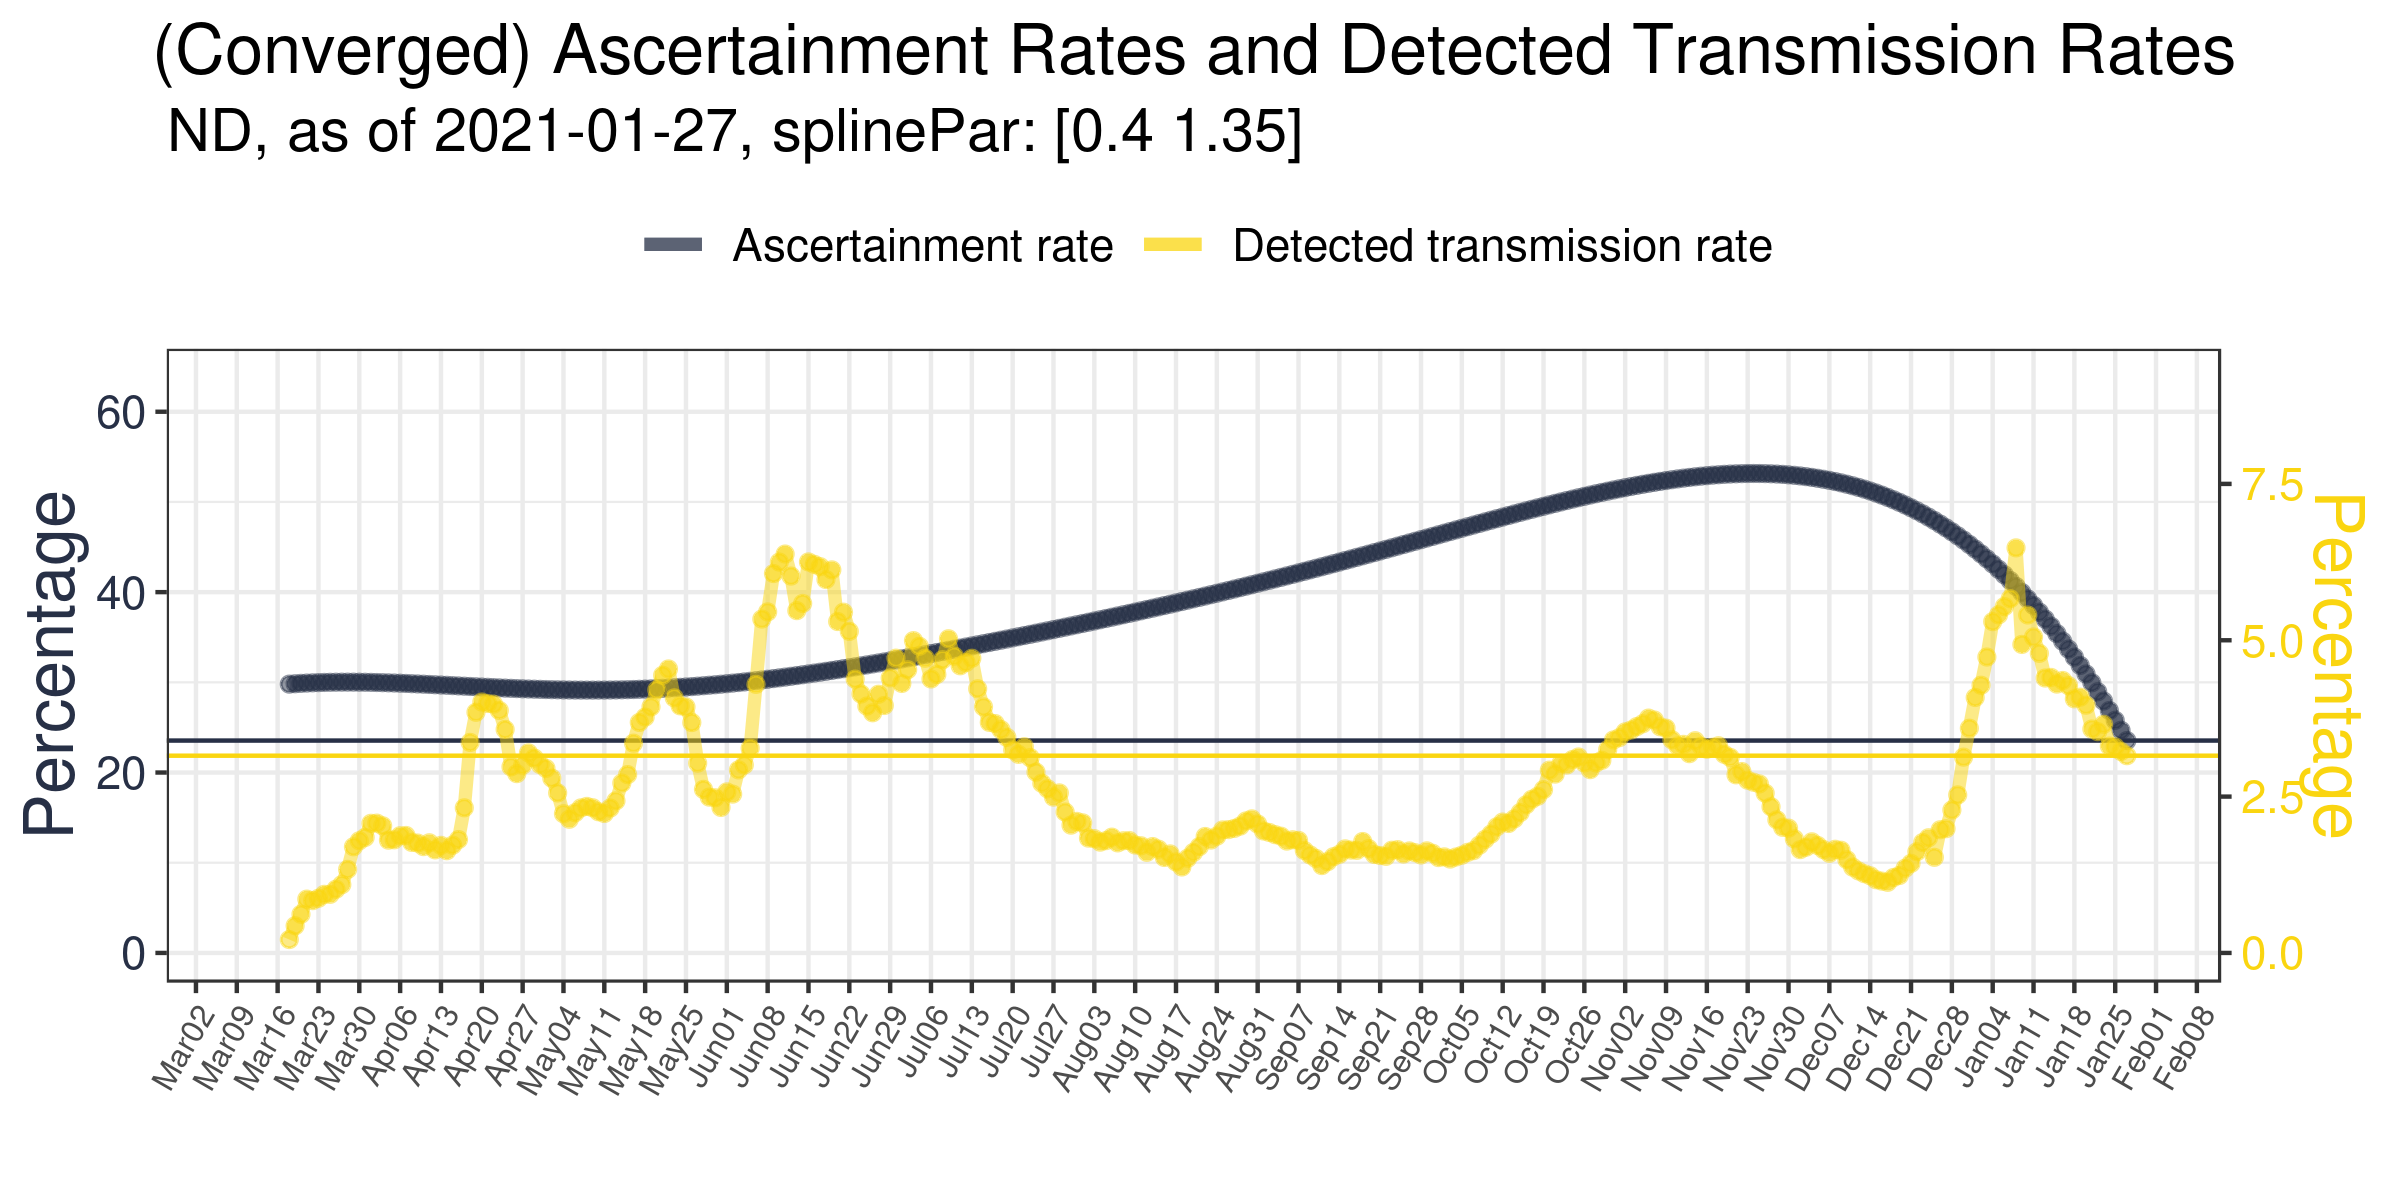 (Converged) Ascertainment Rates and Detected Transmission Rates
ND, as of 2021-01-27, splinePar: [0.4 1.35]
Ascertainment rate
Detected transmission rate
Percentage
60
40
20
0
7.5
5.0
2.5
0.0
Percentage
Mar02
Mar09
Mar16
Mar23
Mar30
Apr06
Apr13
Apr20
Apr27
May04
May11
May18
May25
Jun01
Jun08
Jun15
Jun22
Jun29
Jul06
Jul13
Jul20
Jul27
Aug03
Aug10
Aug17
Aug24
Aug31
Sep07
Sep14
Sep21
Sep28
Oct05
Oct12
Oct19
Oct26
Nov02
Nov09
Nov16
Nov23
Nov30
Dec07
Dec14
Dec21
Dec28
Jan04
Jan11
Jan18
Jan25
Feb01
Feb08